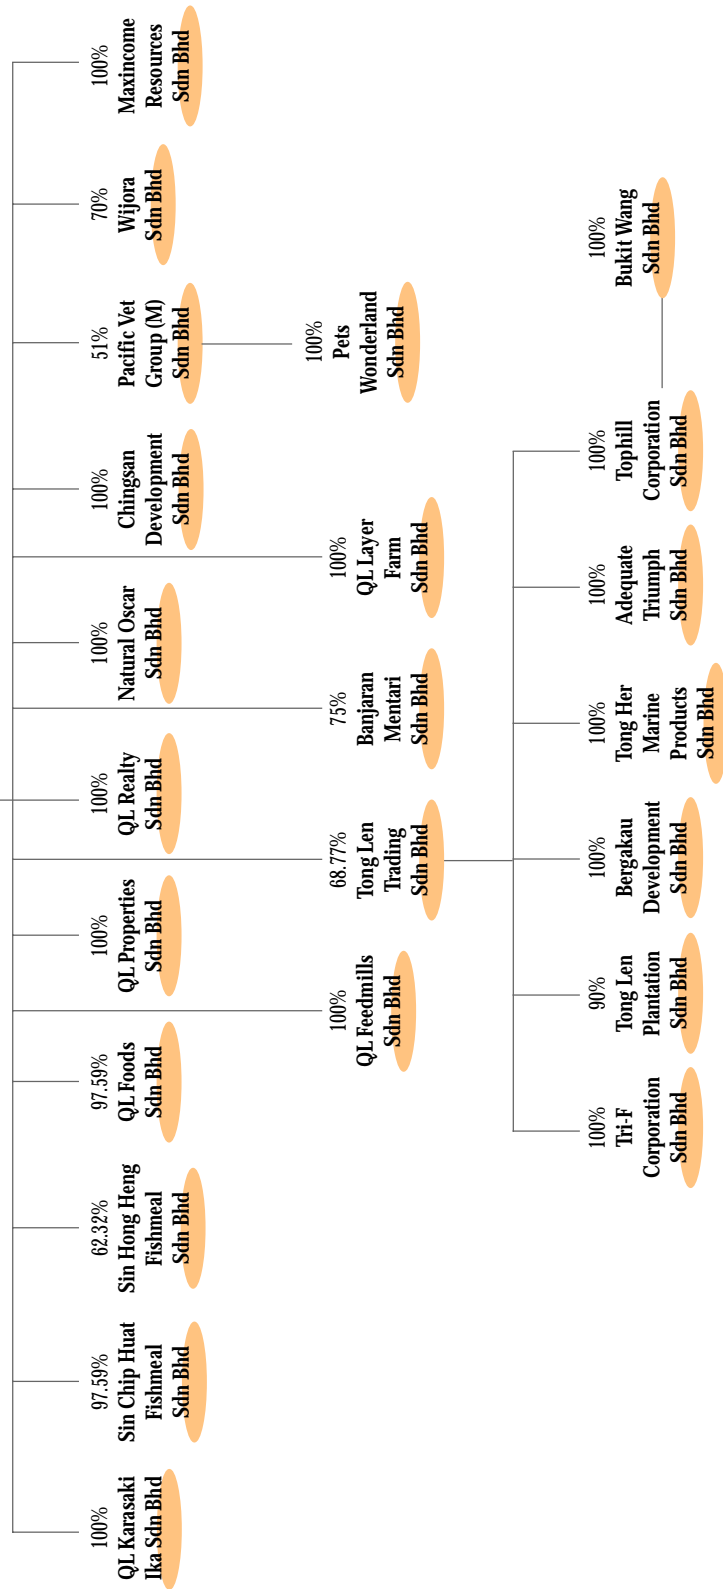 100%
QL Karasaki
Ika Sdn Bhd
97.59%
Sin Chip Huat
Fishmeal
Sdn Bhd
62.32%
Sin Hong Heng
Fishmeal
Sdn Bhd
97.59%
QL Foods
Sdn Bhd
100%
QL Properties
Sdn Bhd
100%
QL Realty
Sdn Bhd
100%
Natural Oscar
Sdn Bhd
100%
Chingsan
Development
Sdn Bhd
51%
Pacific Vet
Group (M)
Sdn Bhd
70%
Wijora
Sdn Bhd
100%
Maxincome
Resources
Sdn Bhd
100%
QL Feedmills
Sdn Bhd
68.77%
Tong Len
Trading
Sdn Bhd
75%
Banjaran
Mentari
Sdn Bhd
100%
QL Layer
Farm
Sdn Bhd
100%
Pets
Wonderland
Sdn Bhd
100%
Tri-F
Corporation
Sdn Bhd
90%
Tong Len
Plantation
Sdn Bhd
100%
Bergakau
Development
Sdn Bhd
100%
Tong Her
Marine
Products
Sdn Bhd
100%
Adequate
Triumph
Sdn Bhd
100%
Tophill
Corporation
Sdn Bhd
100%
Bukit Wang
Sdn Bhd